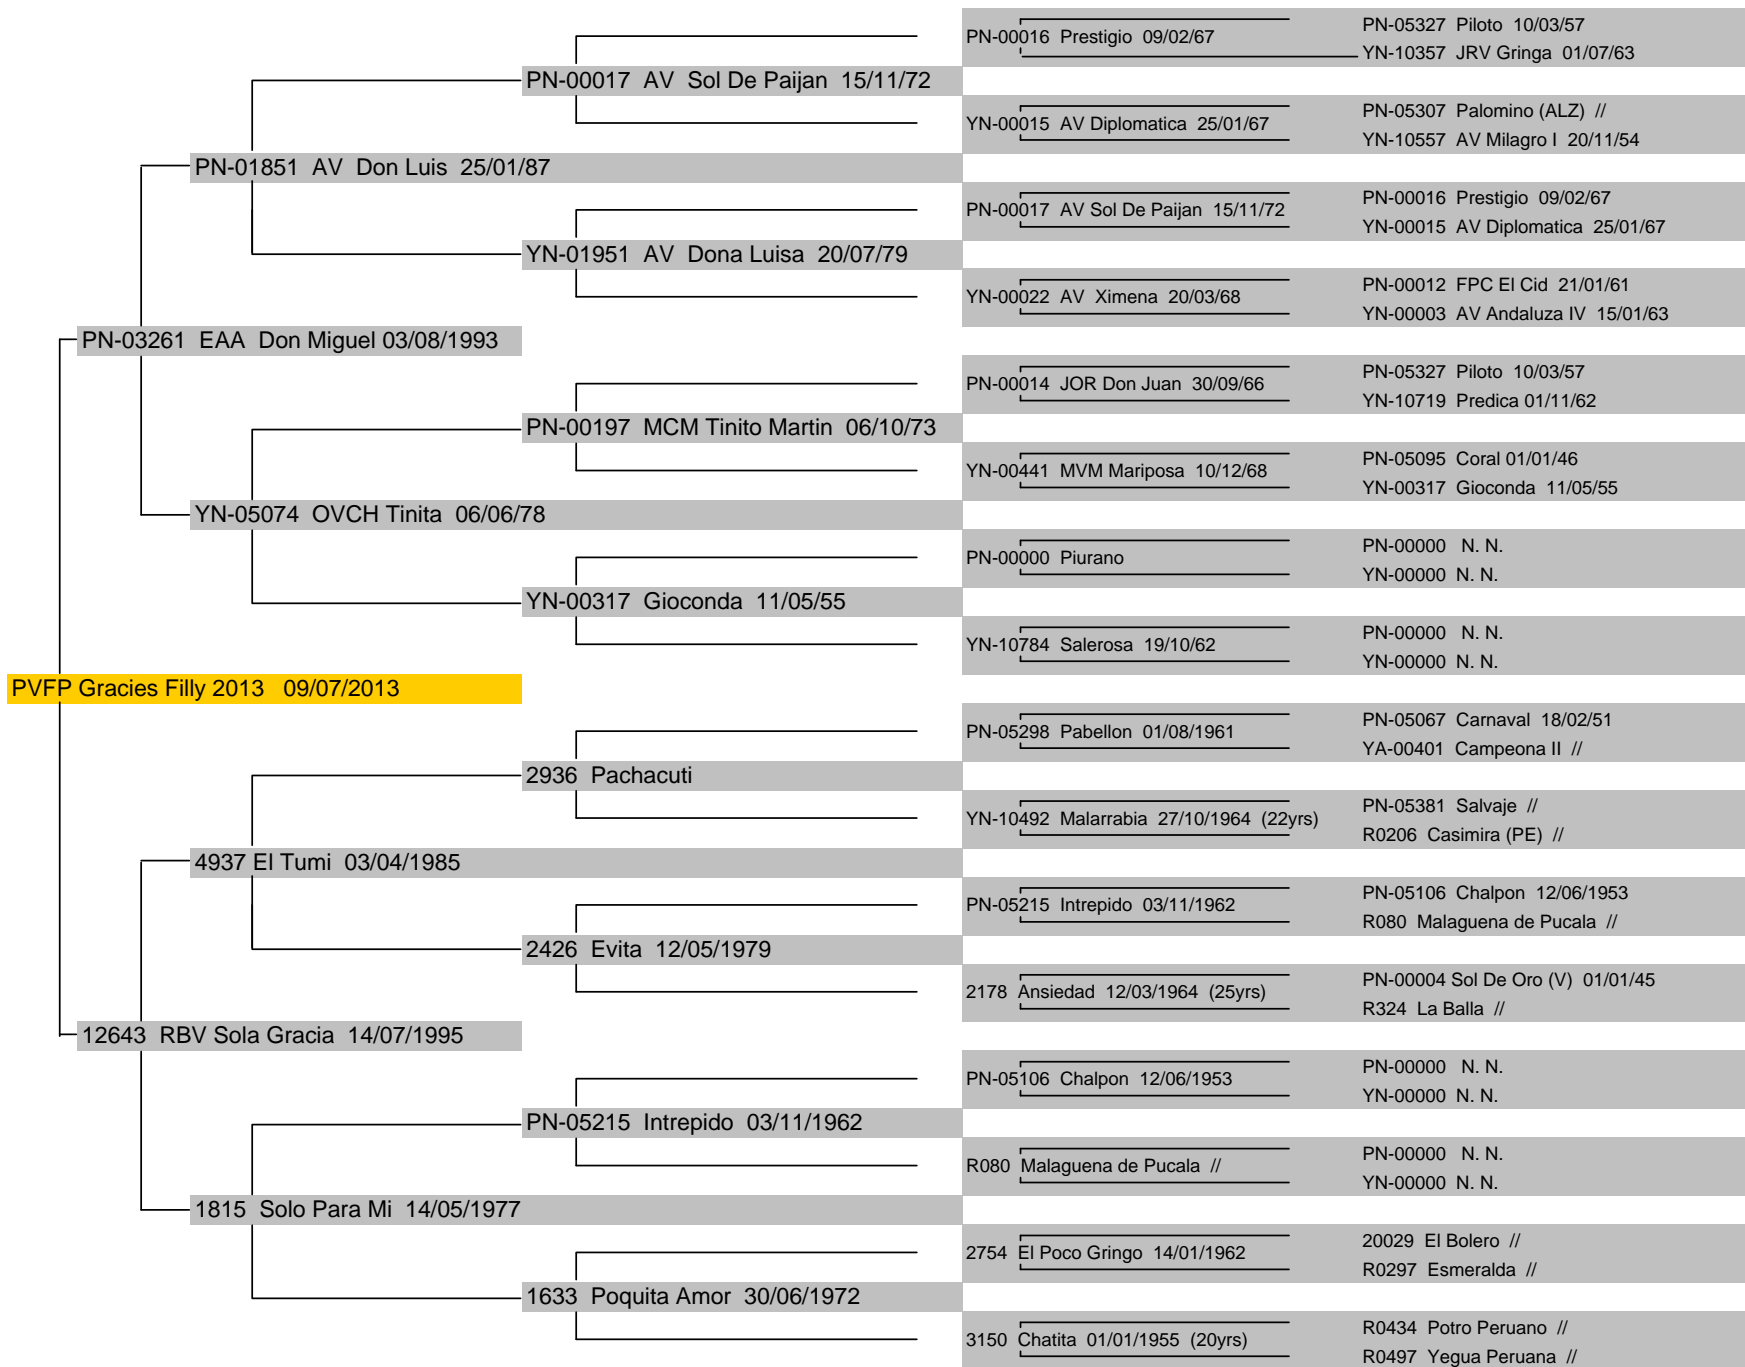 PN-00016 Prestigio 09/02/67
PN-05327 Piloto 10/03/57
YN-10357 JRV Gringa 01/07/63
PN-00017 AV Sol De Paijan 15/11/72
YN-00015 AV Diplomatica 25/01/67
PN-05307 Palomino (ALZ) //
YN-10557 AV Milagro I 20/11/54
PN-01851 AV Don Luis 25/01/87
PN-00017 AV Sol De Paijan 15/11/72
PN-00016 Prestigio 09/02/67
YN-00015 AV Diplomatica 25/01/67
YN-01951 AV Dona Luisa 20/07/79
YN-00022 AV Ximena 20/03/68
PN-00012 FPC El Cid 21/01/61
YN-00003 AV Andaluza IV 15/01/63
PN-03261 EAA Don Miguel 03/08/1993
PN-00014 JOR Don Juan 30/09/66
PN-05327 Piloto 10/03/57
YN-10719 Predica 01/11/62
PN-00197 MCM Tinito Martin 06/10/73
YN-00441 MVM Mariposa 10/12/68
PN-05095 Coral 01/01/46
YN-00317 Gioconda 11/05/55
YN-05074 OVCH Tinita 06/06/78
PN-00000 Piurano
PN-00000 N. N.
YN-00000 N. N.
YN-00317 Gioconda 11/05/55
YN-10784 Salerosa 19/10/62
PN-00000 N. N.
YN-00000 N. N.
PVFP Gracies Filly 2013 09/07/2013
PN-05298 Pabellon 01/08/1961
PN-05067 Carnaval 18/02/51
YA-00401 Campeona II //
2936 Pachacuti
YN-10492 Malarrabia 27/10/1964 (22yrs)
PN-05381 Salvaje //
R0206 Casimira (PE) //
4937 El Tumi 03/04/1985
PN-05215 Intrepido 03/11/1962
PN-05106 Chalpon 12/06/1953
R080 Malaguena de Pucala //
2426 Evita 12/05/1979
2178 Ansiedad 12/03/1964 (25yrs)
PN-00004 Sol De Oro (V) 01/01/45
R324 La Balla //
12643 RBV Sola Gracia 14/07/1995
PN-05106 Chalpon 12/06/1953
PN-00000 N. N.
YN-00000 N. N.
PN-05215 Intrepido 03/11/1962
R080 Malaguena de Pucala //
PN-00000 N. N.
YN-00000 N. N.
1815 Solo Para Mi 14/05/1977
2754 El Poco Gringo 14/01/1962
20029 El Bolero //
R0297 Esmeralda //
1633 Poquita Amor 30/06/1972
3150 Chatita 01/01/1955 (20yrs)
R0434 Potro Peruano //
R0497 Yegua Peruana //